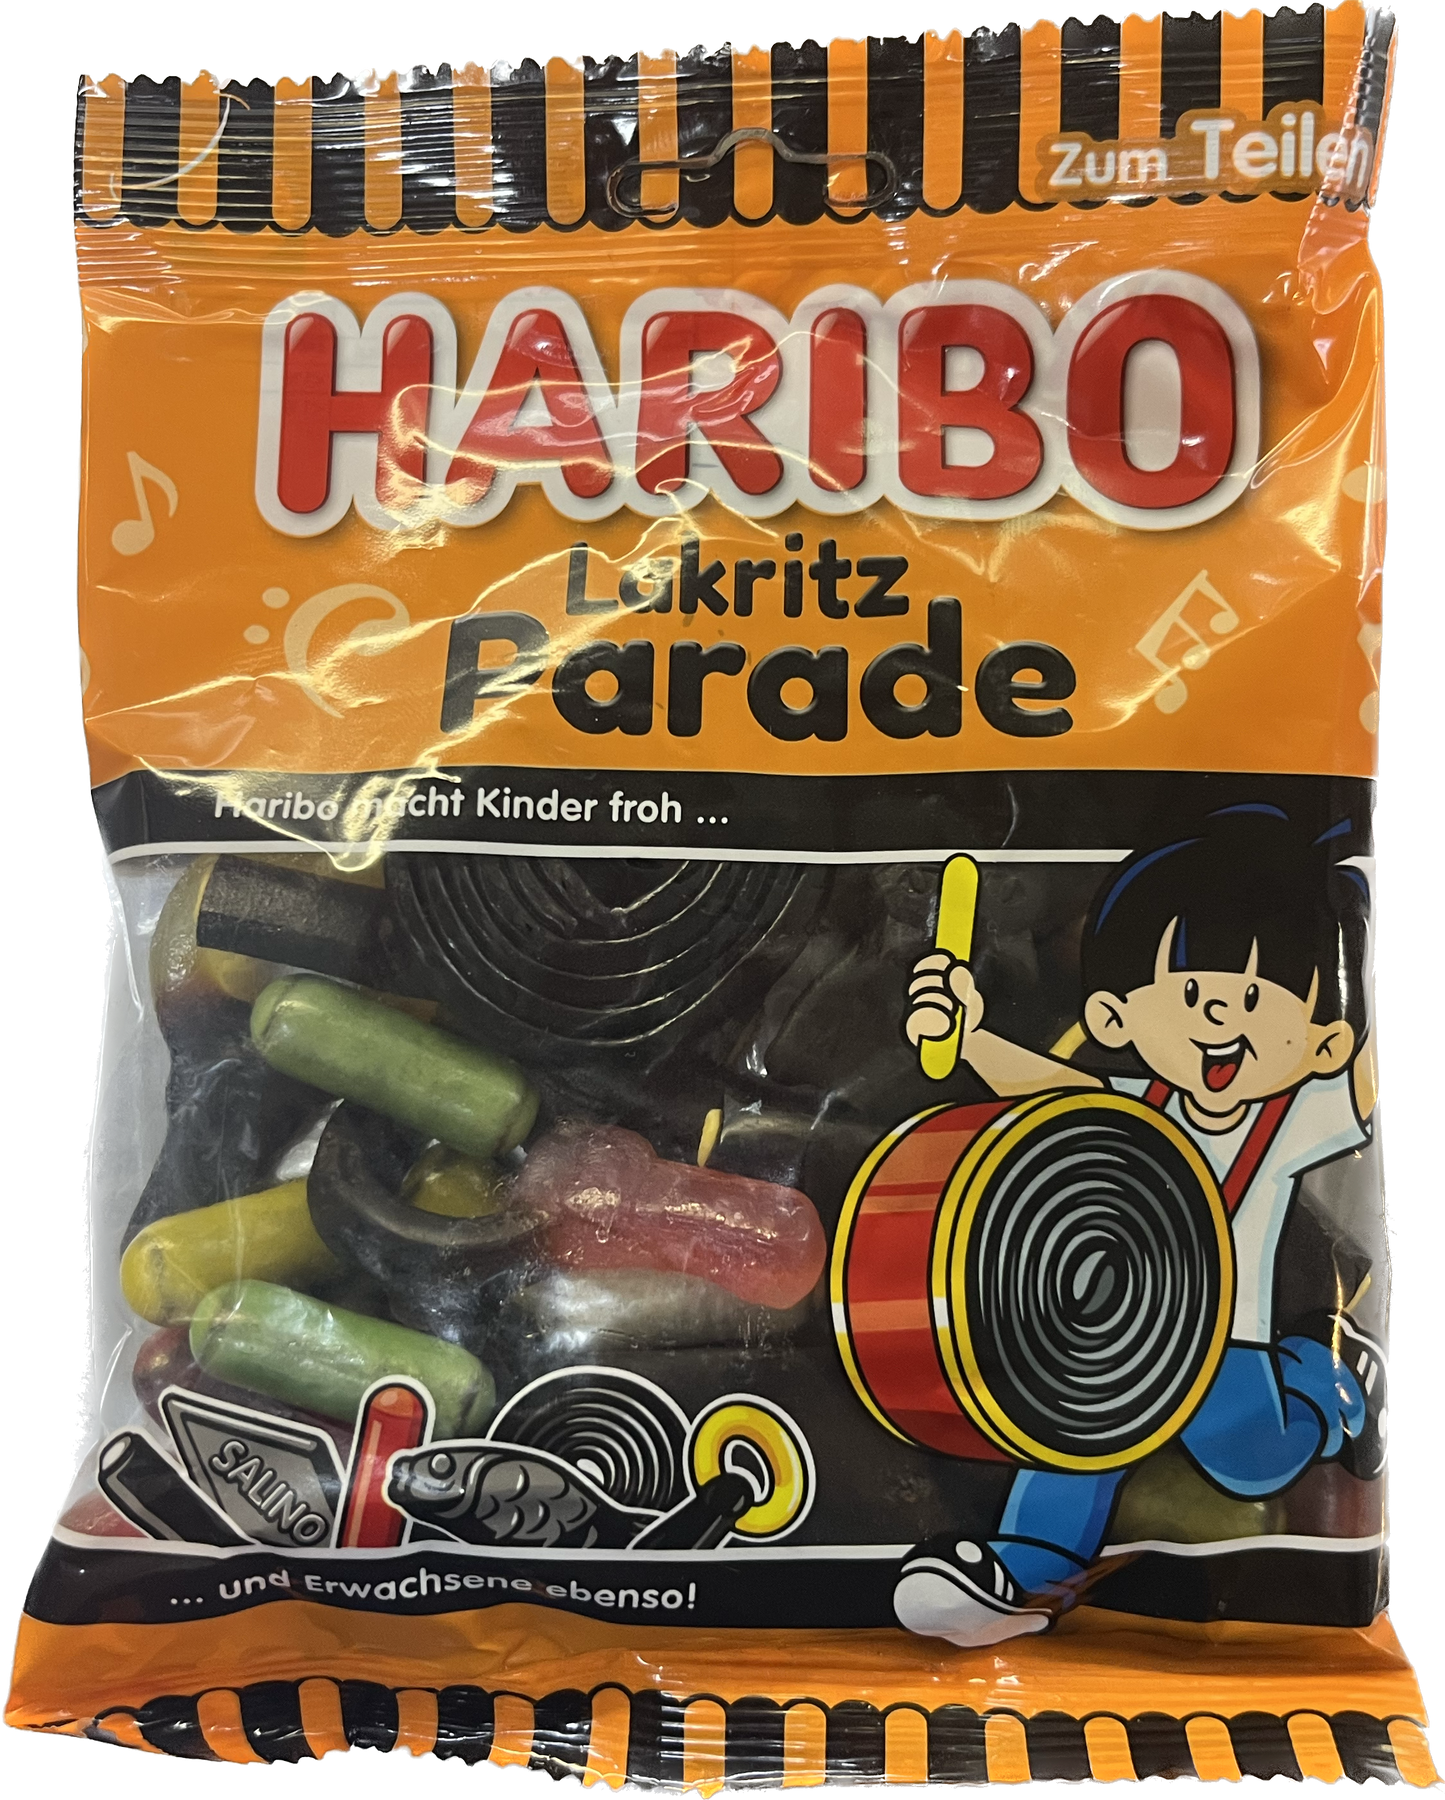 Zum Teilen
HARIBO
Lakritz
Parade
Haribo macht Kinder froh ...
SALINO
... und Erwachsene ebenso!